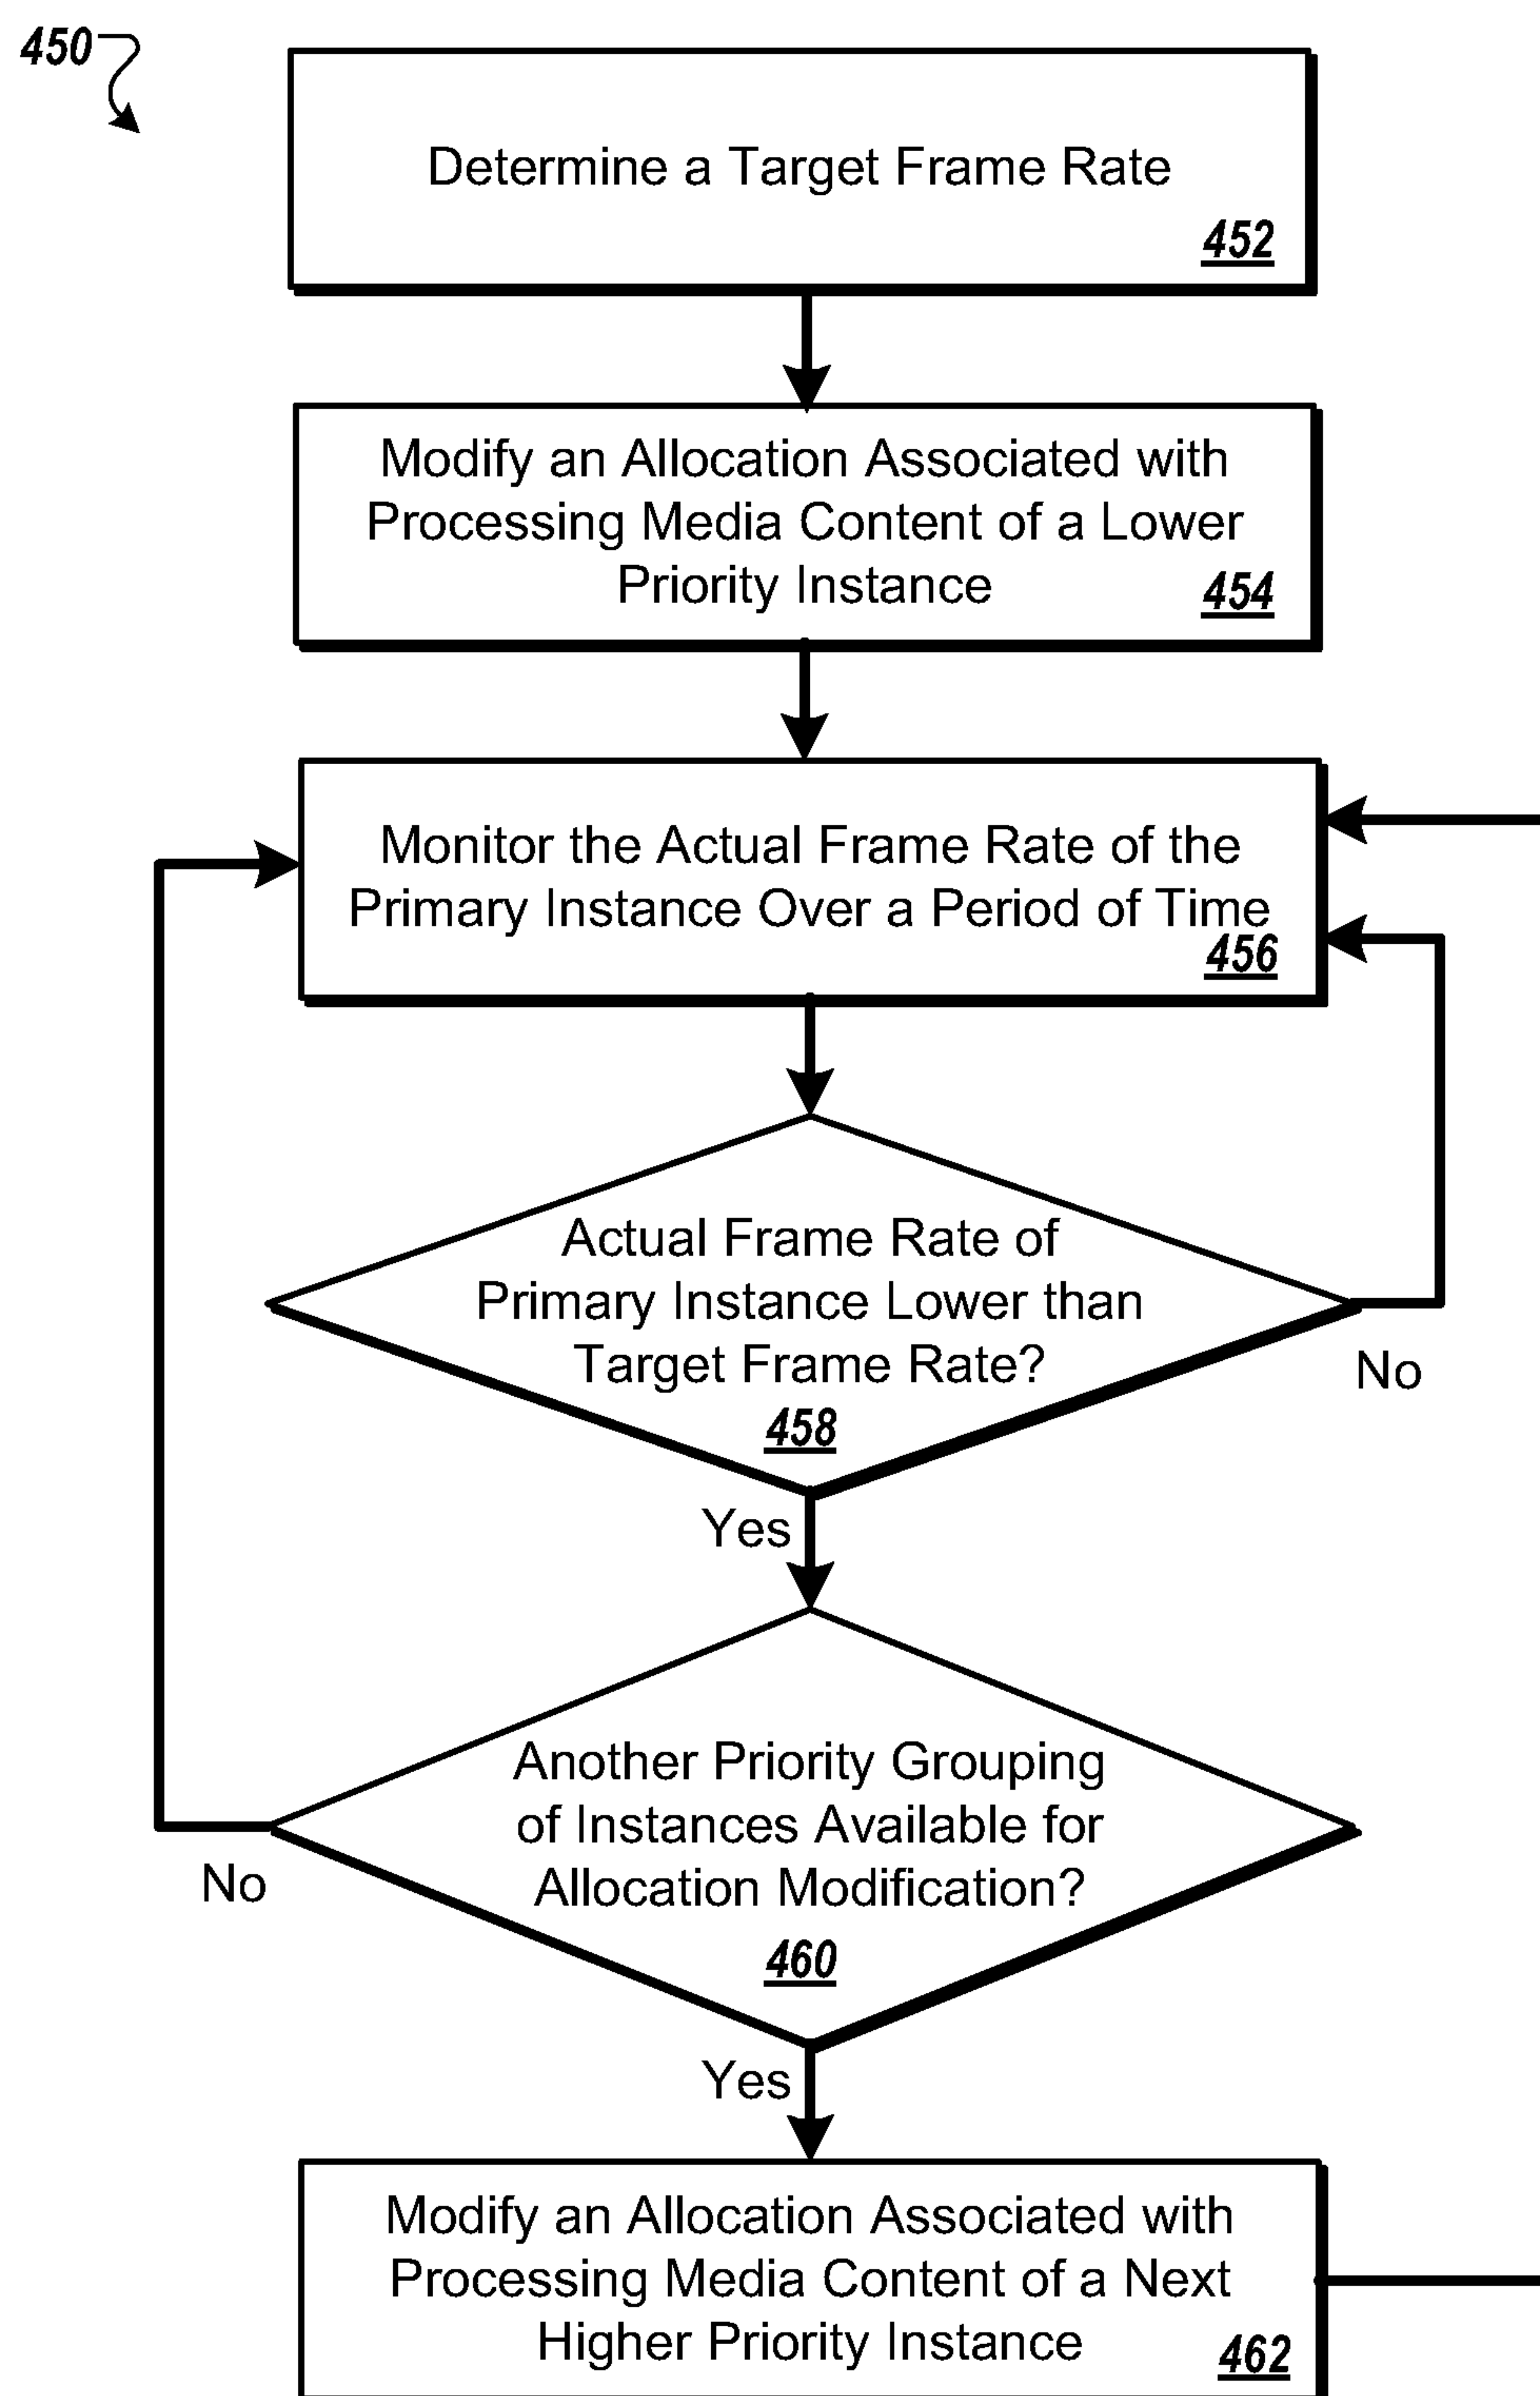 450
Determine a Target Frame Rate
452
Modify an Allocation Associated with
Processing Media Content of a Lower
Priority Instance
454
Monitor the Actual Frame Rate of the
Primary Instance Over a Period of Time
456
Actual Frame Rate of
Primary Instance Lower than
Target Frame Rate?
458
No
Yes
Another Priority Grouping
of Instances Available for
Allocation Modification?
460
No
Yes
Modify an Allocation Associated with
Processing Media Content of a Next
Higher Priority Instance
462